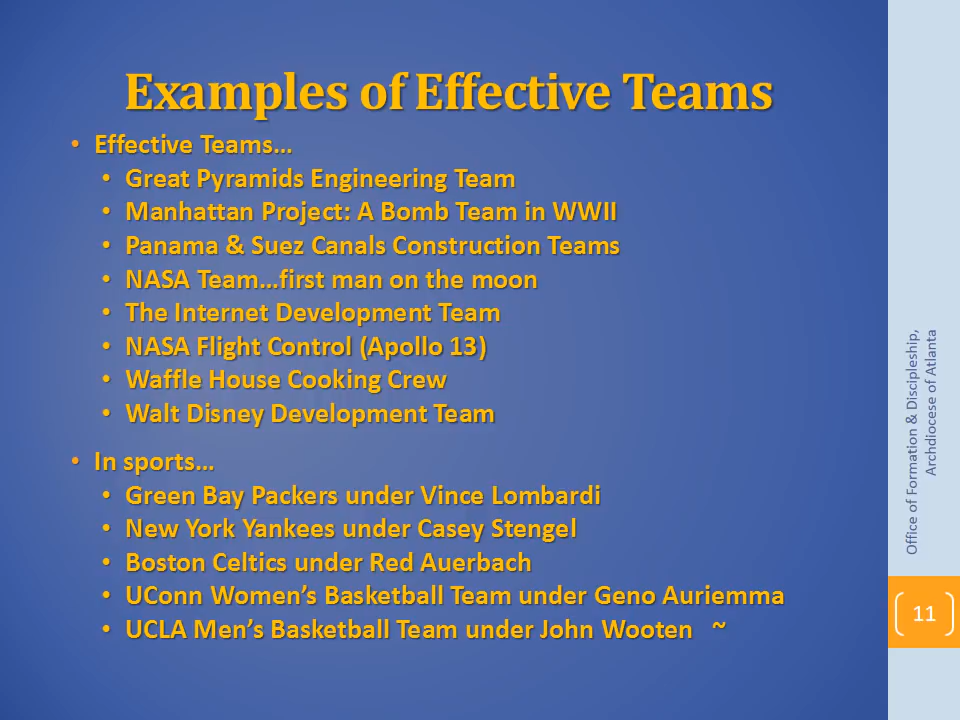 Examples of Effective Teams
• Effective Teams…
• Great Pyramids Engineering Team
• Manhattan Project: A Bomb Team in WWII
• Panama & Suez Canals Construction Teams
• NASA Team…first man on the moon
• The Internet Development Team
• NASA Flight Control (Apollo 13)
• Waffle House Cooking Crew
• Walt Disney Development Team
• In sports…
• Green Bay Packers under Vince Lombardi
• New York Yankees under Casey Stengel
• Boston Celtics under Red Auerbach
• UConn Women’s Basketball Team under Geno Auriemma
• UCLA Men’s Basketball Team under John Wooten ~
Office of Formation & Discipleship,
Archdiocese of Atlanta
11